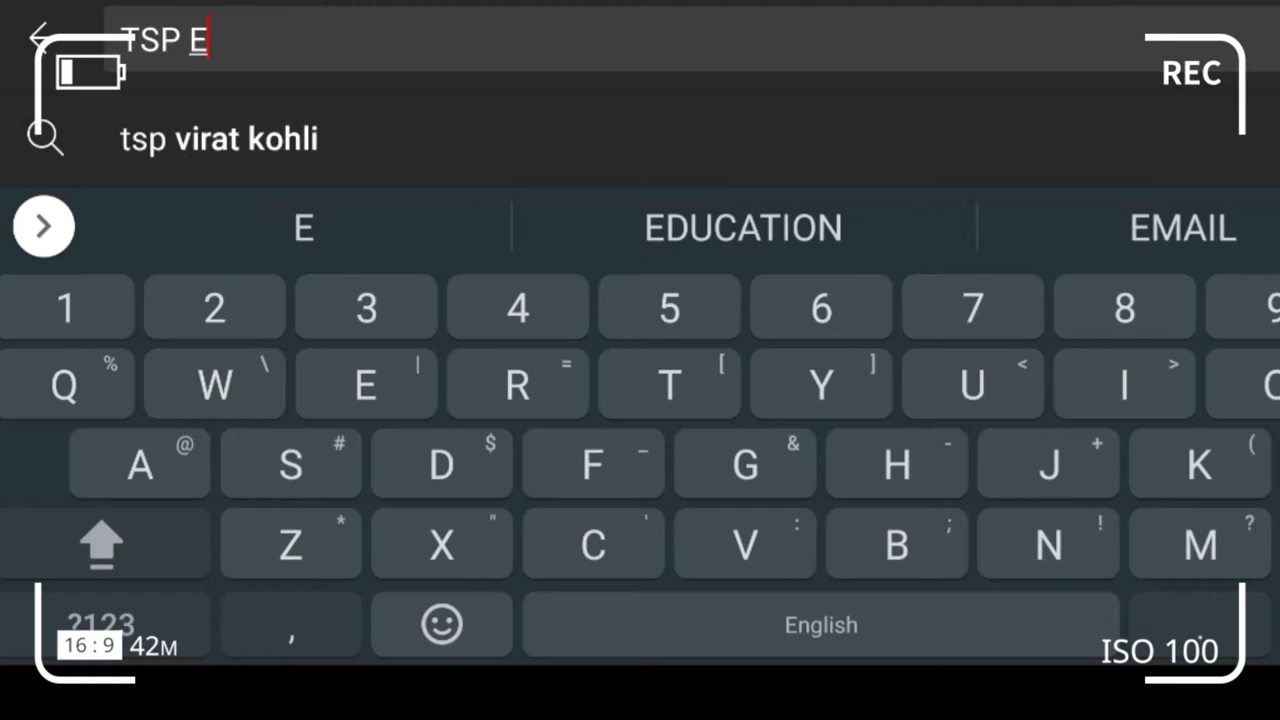 TSP E
REC
tsp virat kohli
E EDUCATION EMAIL
1 2 3 4 5 6 7 8 9
Q % W \ E | R = T [ Y ] U < I >
A @ S # D $ F _ G & H - J + K (
Z * X " C ' V : B ; N ! M ?
?123 , English .
16:9 42M ISO 100